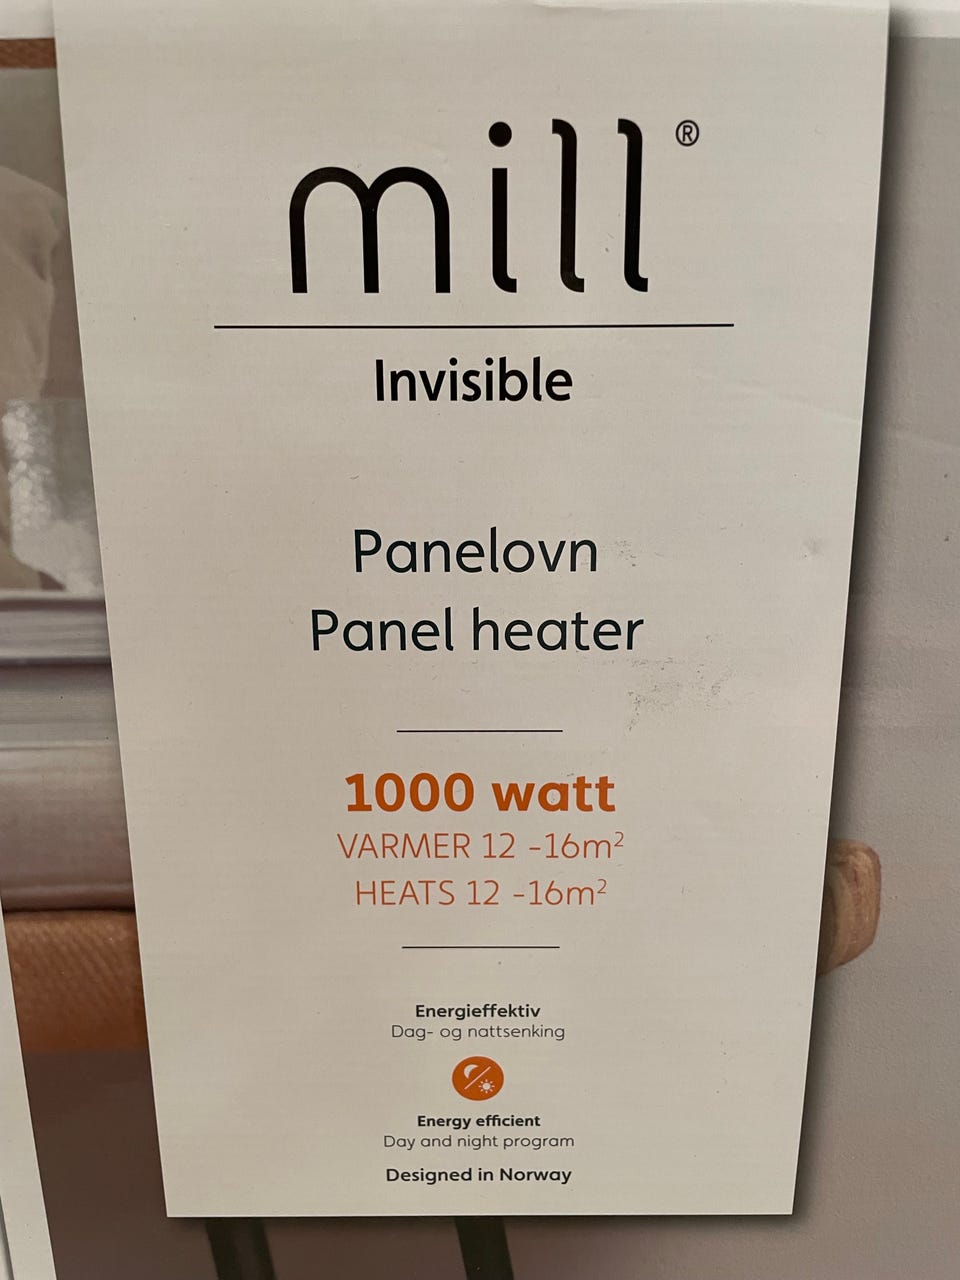 mill®
Invisible
Panelovn
Panel heater
1000 watt
VARMER 12 -16m²
HEATS 12 -16m²
Energieffektiv
Dag- og nattsenking
Energy efficient
Day and night program
Designed in Norway